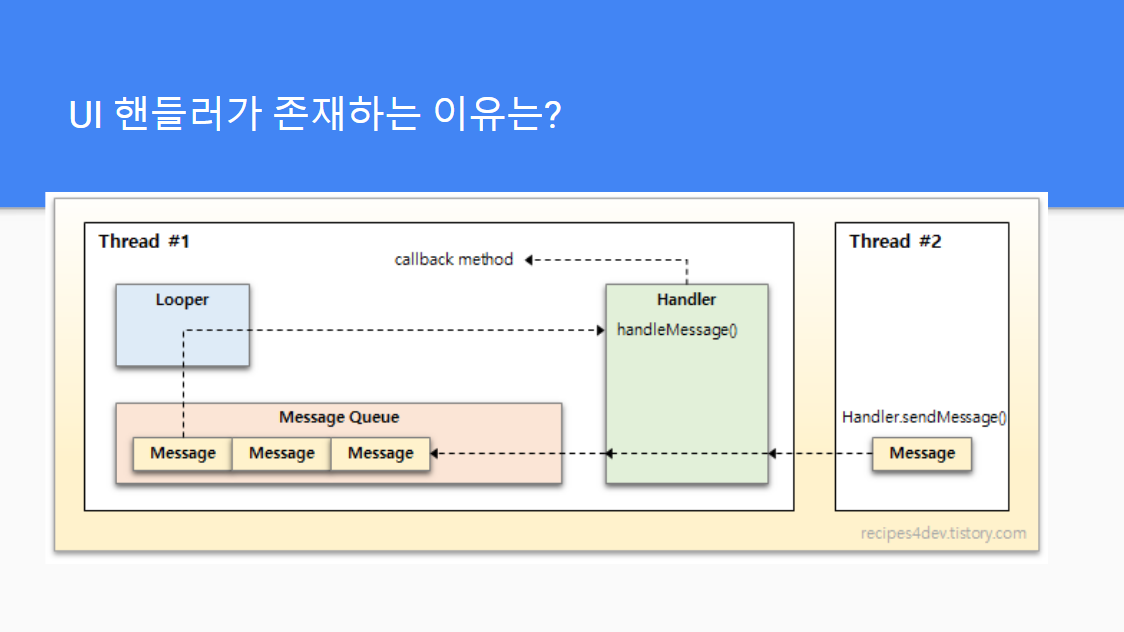 UI 핸들러가 존재하는 이유는?
Thread #1
Thread #2
callback method
Looper
Handler
handleMessage()
Message Queue
Handler.sendMessage()
Message
Message
Message
Message
recipes4dev.tistory.com